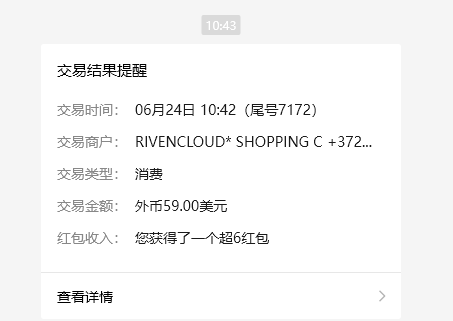 10:43
交易结果提醒
交易时间： 06月24日 10:42（尾号7172）
交易商户： RIVENCLOUD* SHOPPING C +372...
交易类型： 消费
交易金额： 外币59.00美元
红包收入： 您获得了一个超6红包
查看详情